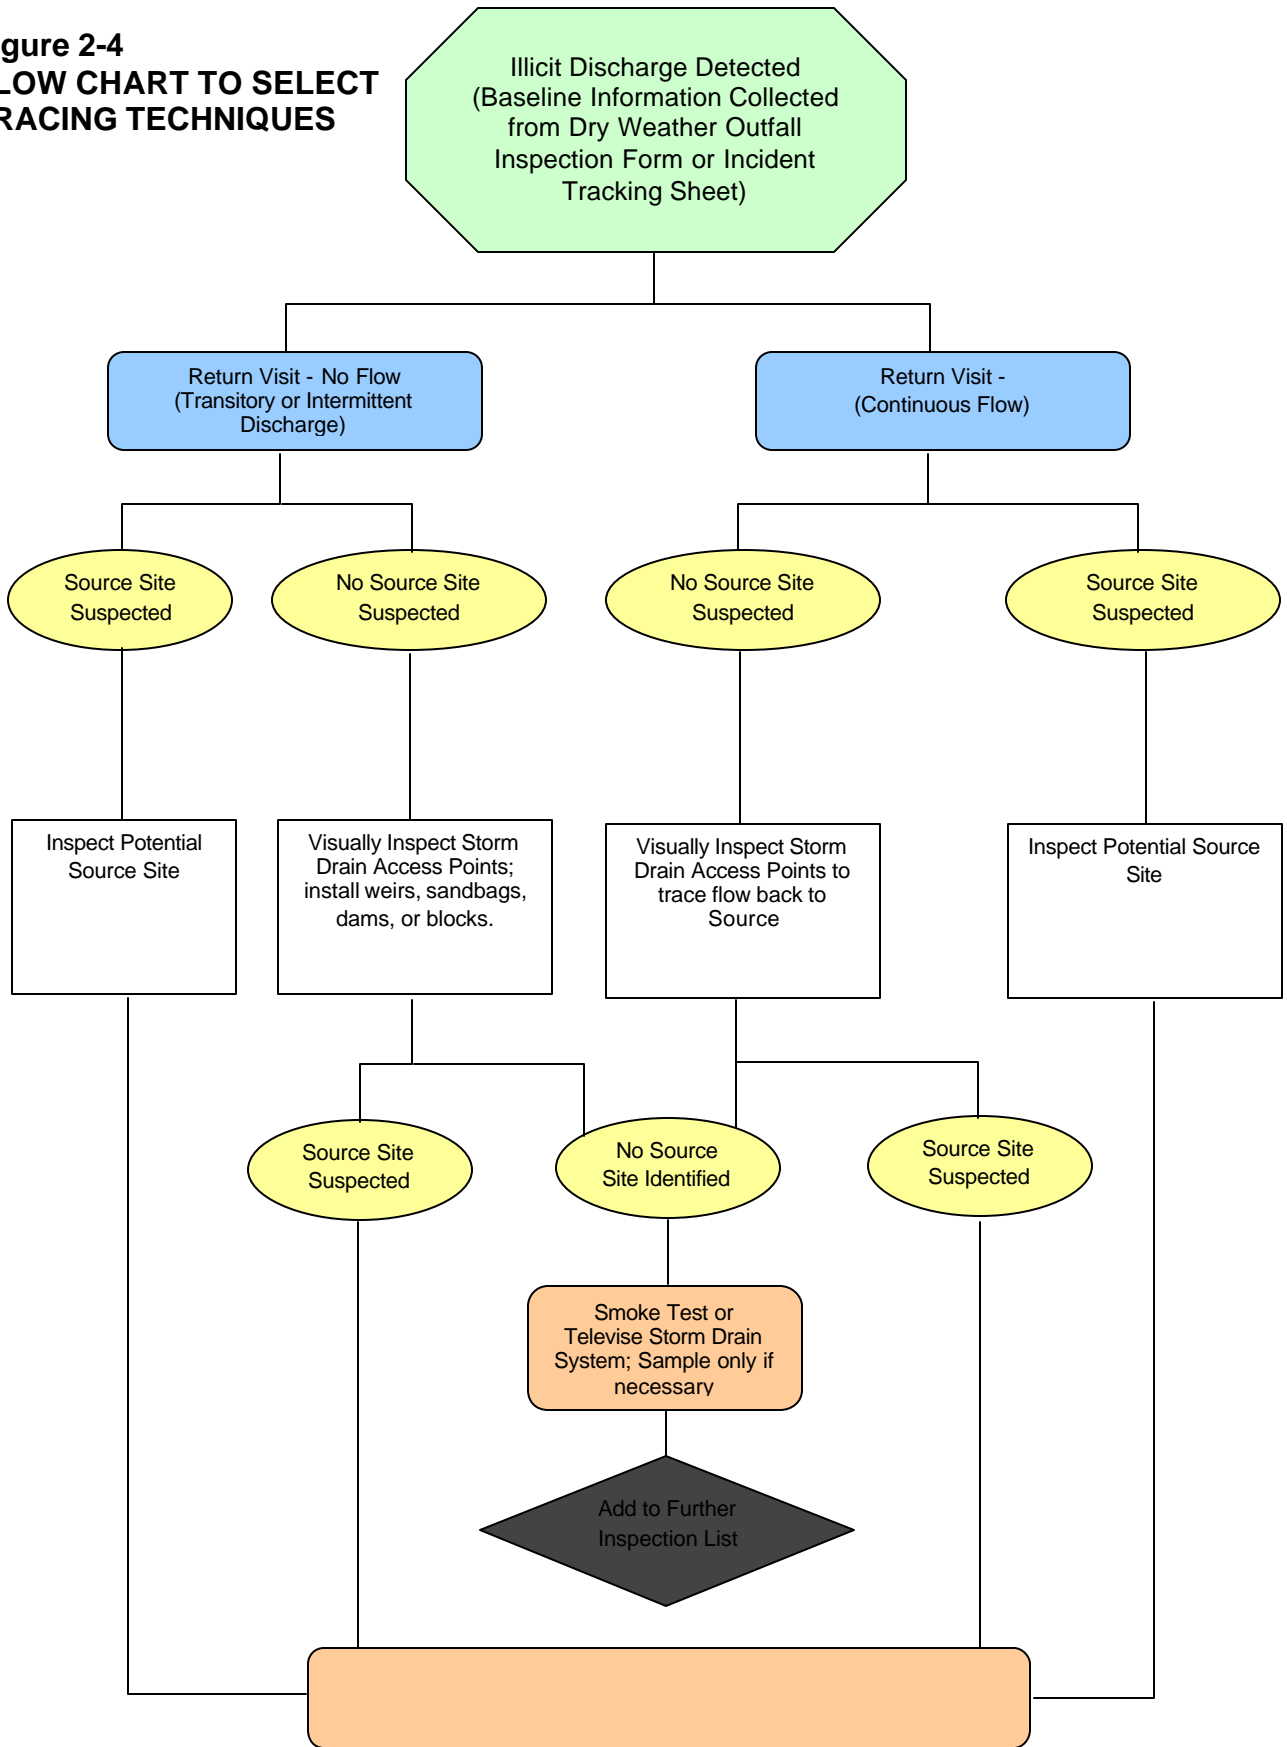 gure 2-4
LOW CHART TO SELECT
RACING TECHNIQUES
Illicit Discharge Detected
(Baseline Information Collected
from Dry Weather Outfall
Inspection Form or Incident
Tracking Sheet)
Return Visit - No Flow
(Transitory or Intermittent
Discharge)
Return Visit -
(Continuous Flow)
Source Site
Suspected
No Source Site
Suspected
No Source Site
Suspected
Source Site
Suspected
Inspect Potential
Source Site
Visually Inspect Storm
Drain Access Points;
install weirs, sandbags,
dams, or blocks.
Visually Inspect Storm
Drain Access Points to
trace flow back to
Source
Inspect Potential Source
Site
Source Site
Suspected
No Source
Site Identified
Source Site
Suspected
Smoke Test or
Televise Storm Drain
System; Sample only if
necessary
Add to Further
Inspection List